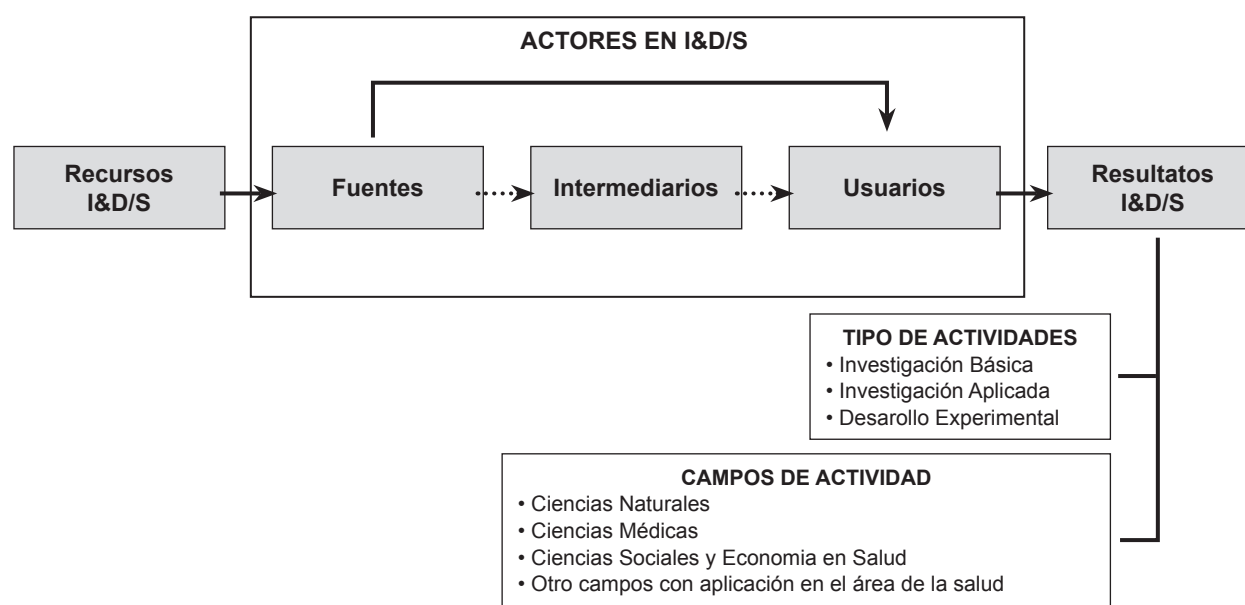 ACTORES EN I&D/S
Recursos
I&D/S
Fuentes
Intermediarios
Usuarios
Resultatos
I&D/S
TIPO DE ACTIVIDADES
• Investigación Básica
• Investigación Aplicada
• Desarollo Experimental
CAMPOS DE ACTIVIDAD
• Ciencias Naturales
• Ciencias Médicas
• Ciencias Sociales y Economia en Salud
• Otro campos con aplicación en el área de la salud